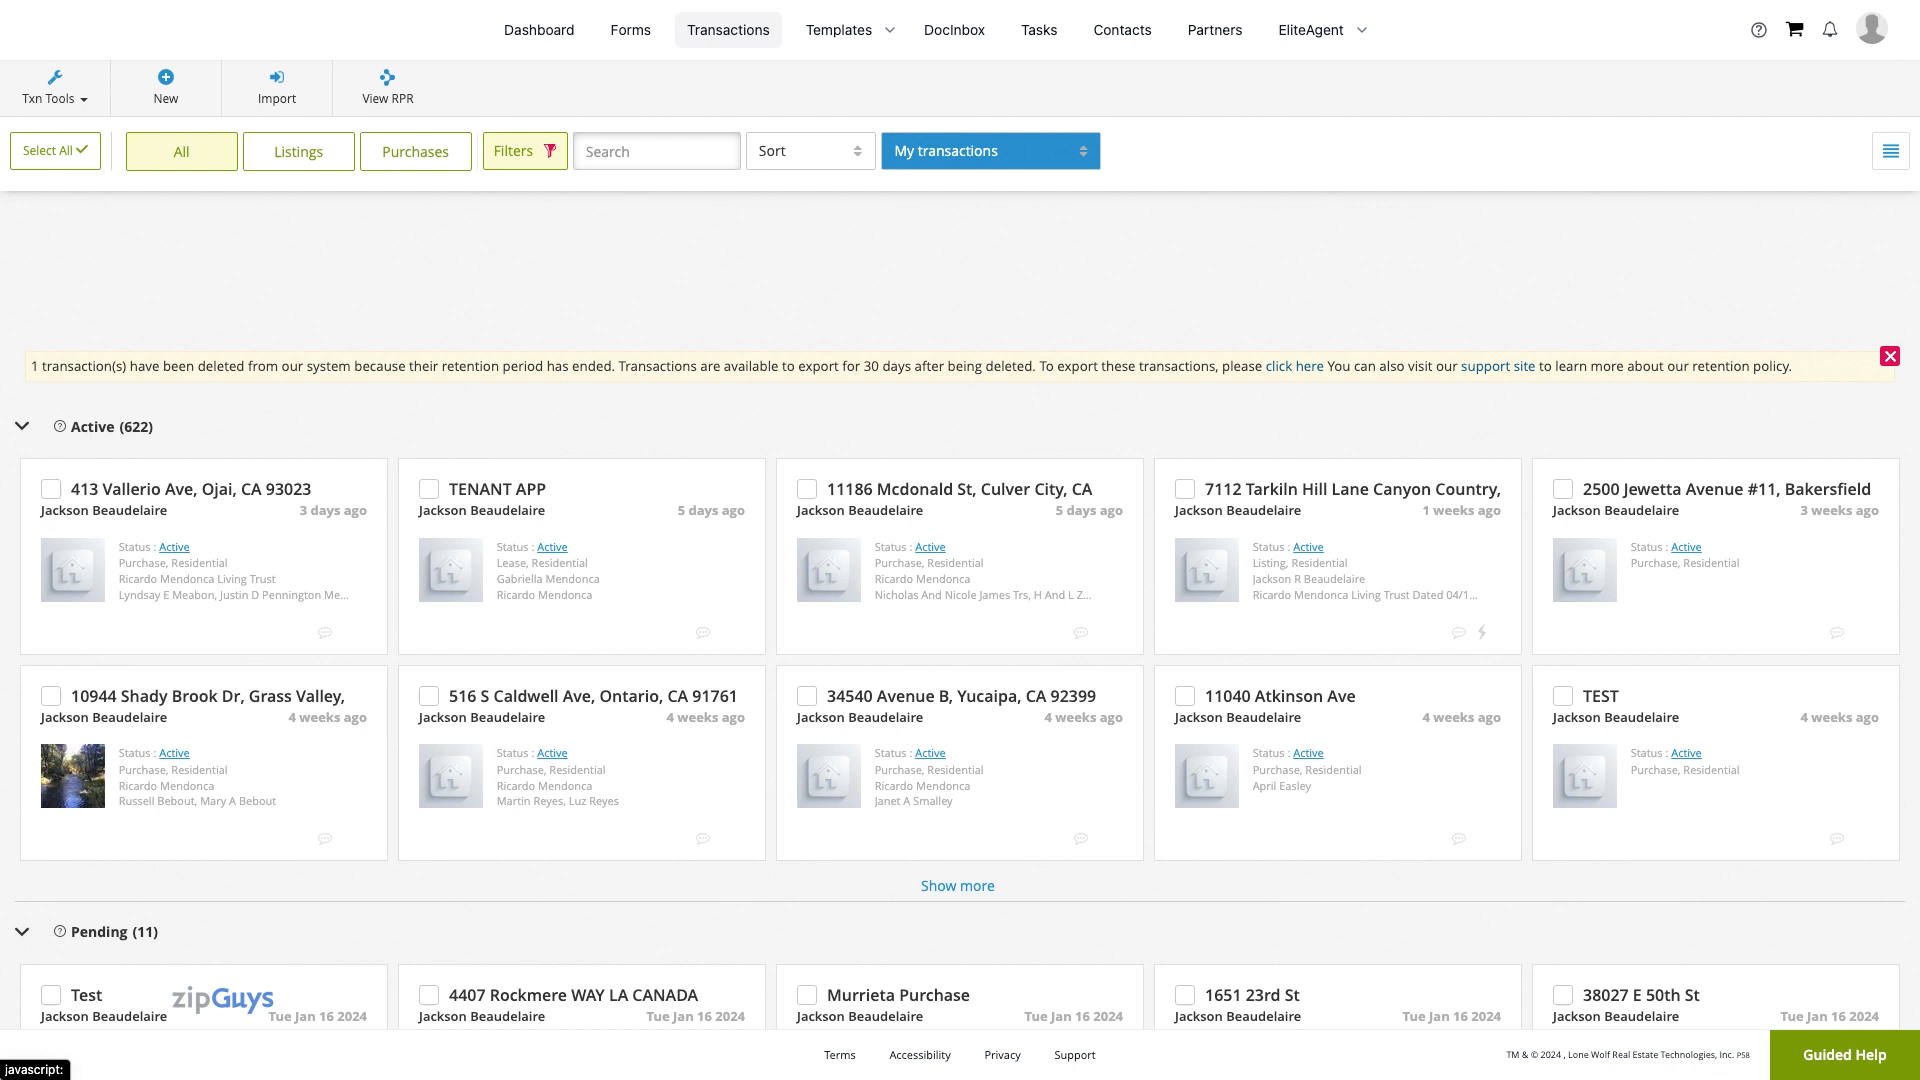 Dashboard Forms Transactions Templates DocInbox Tasks Contacts Partners EliteAgent
Txn Tools New Import View RPR
Select All All Listings Purchases Filters Search Sort My transactions
1 transaction(s) have been deleted from our system because their retention period has ended. Transactions are available to export for 30 days after being deleted. To export these transactions, please click here You can also visit our support site to learn more about our retention policy.
Active (622)
413 Vallerio Ave, Ojai, CA 93023
Jackson Beaudelaire 3 days ago
Status : Active
Purchase, Residential
Ricardo Mendonca Living Trust
Lyndsay E Meabon, Justin D Pennington Me...
TENANT APP
Jackson Beaudelaire 5 days ago
Status : Active
Lease, Residential
Gabriella Mendonca
Ricardo Mendonca
11186 Mcdonald St, Culver City, CA
Jackson Beaudelaire 5 days ago
Status : Active
Purchase, Residential
Ricardo Mendonca
Nicholas And Nicole James Trs, H And L Z...
7112 Tarkiln Hill Lane Canyon Country,
Jackson Beaudelaire 1 weeks ago
Status : Active
Listing, Residential
Jackson R Beaudelaire
Ricardo Mendonca Living Trust Dated 04/1...
2500 Jewetta Avenue #11, Bakersfield
Jackson Beaudelaire 3 weeks ago
Status : Active
Purchase, Residential
10944 Shady Brook Dr, Grass Valley,
Jackson Beaudelaire 4 weeks ago
Status : Active
Purchase, Residential
Ricardo Mendonca
Russell Bebout, Mary A Bebout
516 S Caldwell Ave, Ontario, CA 91761
Jackson Beaudelaire 4 weeks ago
Status : Active
Purchase, Residential
Ricardo Mendonca
Martin Reyes, Luz Reyes
34540 Avenue B, Yucaipa, CA 92399
Jackson Beaudelaire 4 weeks ago
Status : Active
Purchase, Residential
Ricardo Mendonca
Janet A Smalley
11040 Atkinson Ave
Jackson Beaudelaire 4 weeks ago
Status : Active
Purchase, Residential
April Easley
TEST
Jackson Beaudelaire 4 weeks ago
Status : Active
Purchase, Residential
Show more
Pending (11)
Test zipGuys
Jackson Beaudelaire Tue Jan 16 2024
4407 Rockmere WAY LA CANADA
Jackson Beaudelaire Tue Jan 16 2024
Murrieta Purchase
Jackson Beaudelaire Tue Jan 16 2024
1651 23rd St
Jackson Beaudelaire Tue Jan 16 2024
38027 E 50th St
Jackson Beaudelaire Tue Jan 16 2024
Terms Accessibility Privacy Support TM & © 2024 , Lone Wolf Real Estate Technologies, Inc. P58 Guided Help
javascript: